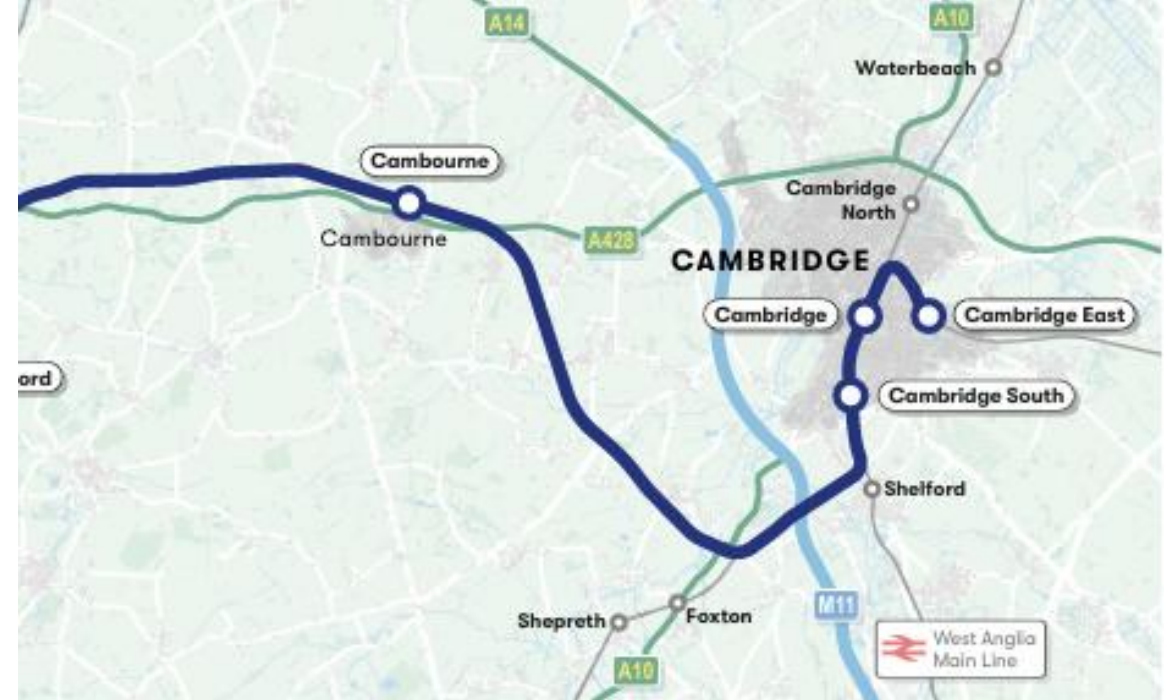 A14
A10
Waterbeach
Cambourne
Cambridge
North
Cambourne
A428
CAMBRIDGE
Cambridge
Cambridge East
ord
Cambridge South
Shelford
M11
Shepreth
Foxton
West Anglia
Main Line
A10